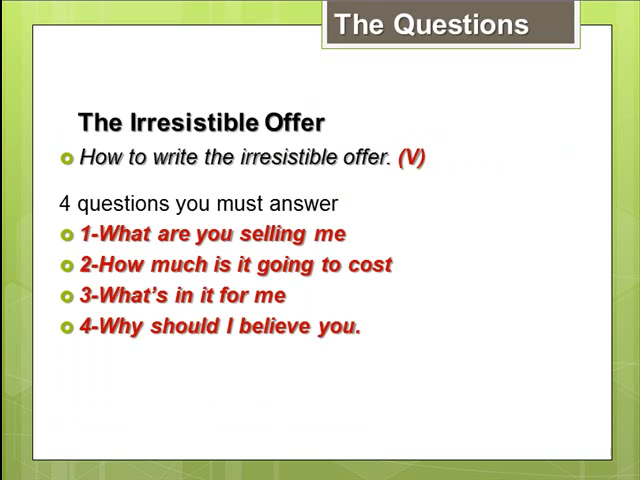 The Questions
The Irresistible Offer
How to write the irresistible offer. (V)
4 questions you must answer
1-What are you selling me
2-How much is it going to cost
3-What's in it for me
4-Why should I believe you.